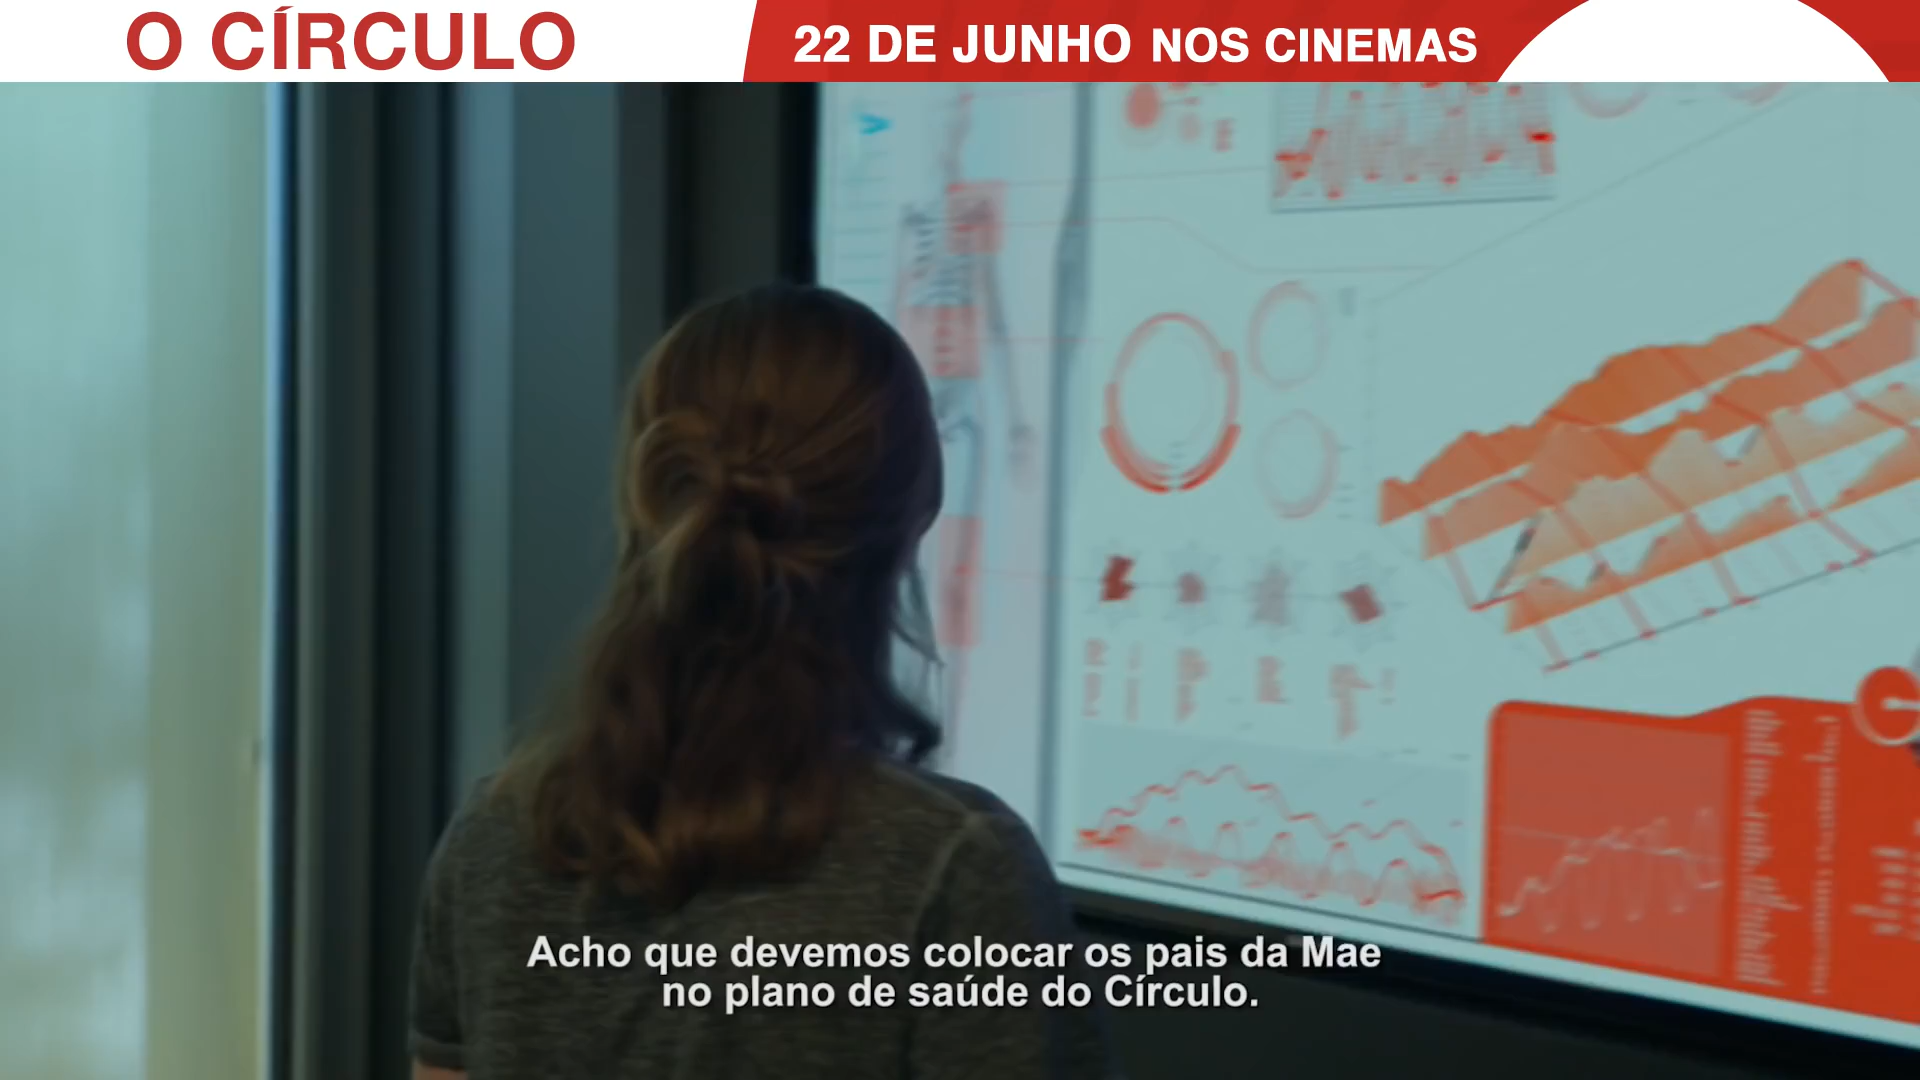 O CÍRCULO
22 DE JUNHO NOS CINEMAS
Acho que devemos colocar os pais da Mae
no plano de saúde do Círculo.